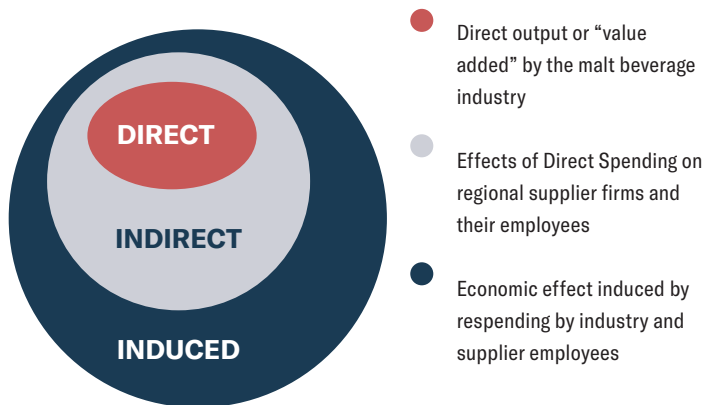 DIRECT
INDIRECT
INDUCED
Direct output or “value
added” by the malt beverage
industry
Effects of Direct Spending on
regional supplier firms and
their employees
Economic effect induced by
respending by industry and
supplier employees